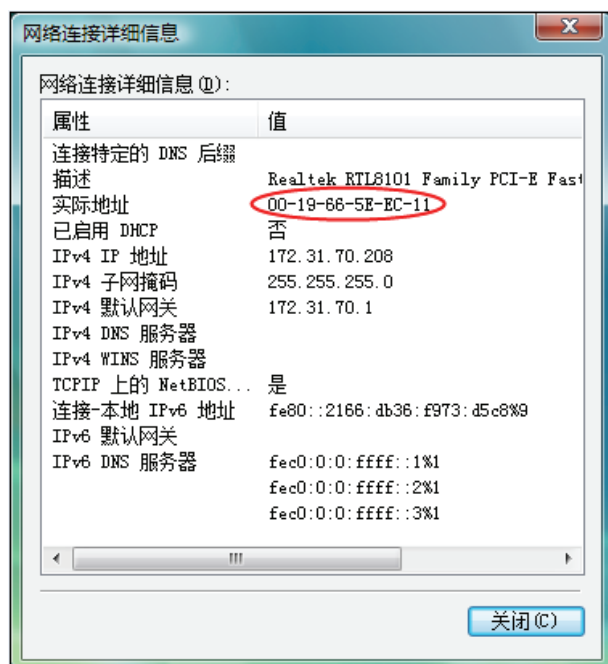 网络连接详细信息
网络连接详细信息(D):
属性 值
连接特定的 DNS 后缀
描述 Realtek RTL8101 Family PCI-E Fast
实际地址 00-19-66-5E-EC-11
已启用 DHCP 否
IPv4 IP 地址 172.31.70.208
IPv4 子网掩码 255.255.255.0
IPv4 默认网关 172.31.70.1
IPv4 DNS 服务器
IPv4 WINS 服务器
TCPIP 上的 NetBIOS... 是
连接-本地 IPv6 地址 fe80::2166:db36:f973:d5c8%9
IPv6 默认网关
IPv6 DNS 服务器 fec0:0:0:ffff::1%1
fec0:0:0:ffff::2%1
fec0:0:0:ffff::3%1
关闭(C)